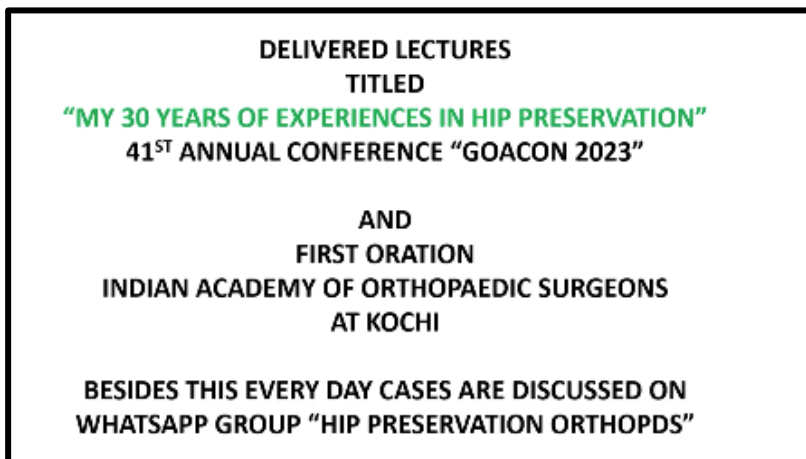 DELIVERED LECTURES
TITLED
“MY 30 YEARS OF EXPERIENCES IN HIP PRESERVATION”
41ST ANNUAL CONFERENCE “GOACON 2023”
AND
FIRST ORATION
INDIAN ACADEMY OF ORTHOPAEDIC SURGEONS
AT KOCHI
BESIDES THIS EVERY DAY CASES ARE DISCUSSED ON
WHATSAPP GROUP “HIP PRESERVATION ORTHOPDS”